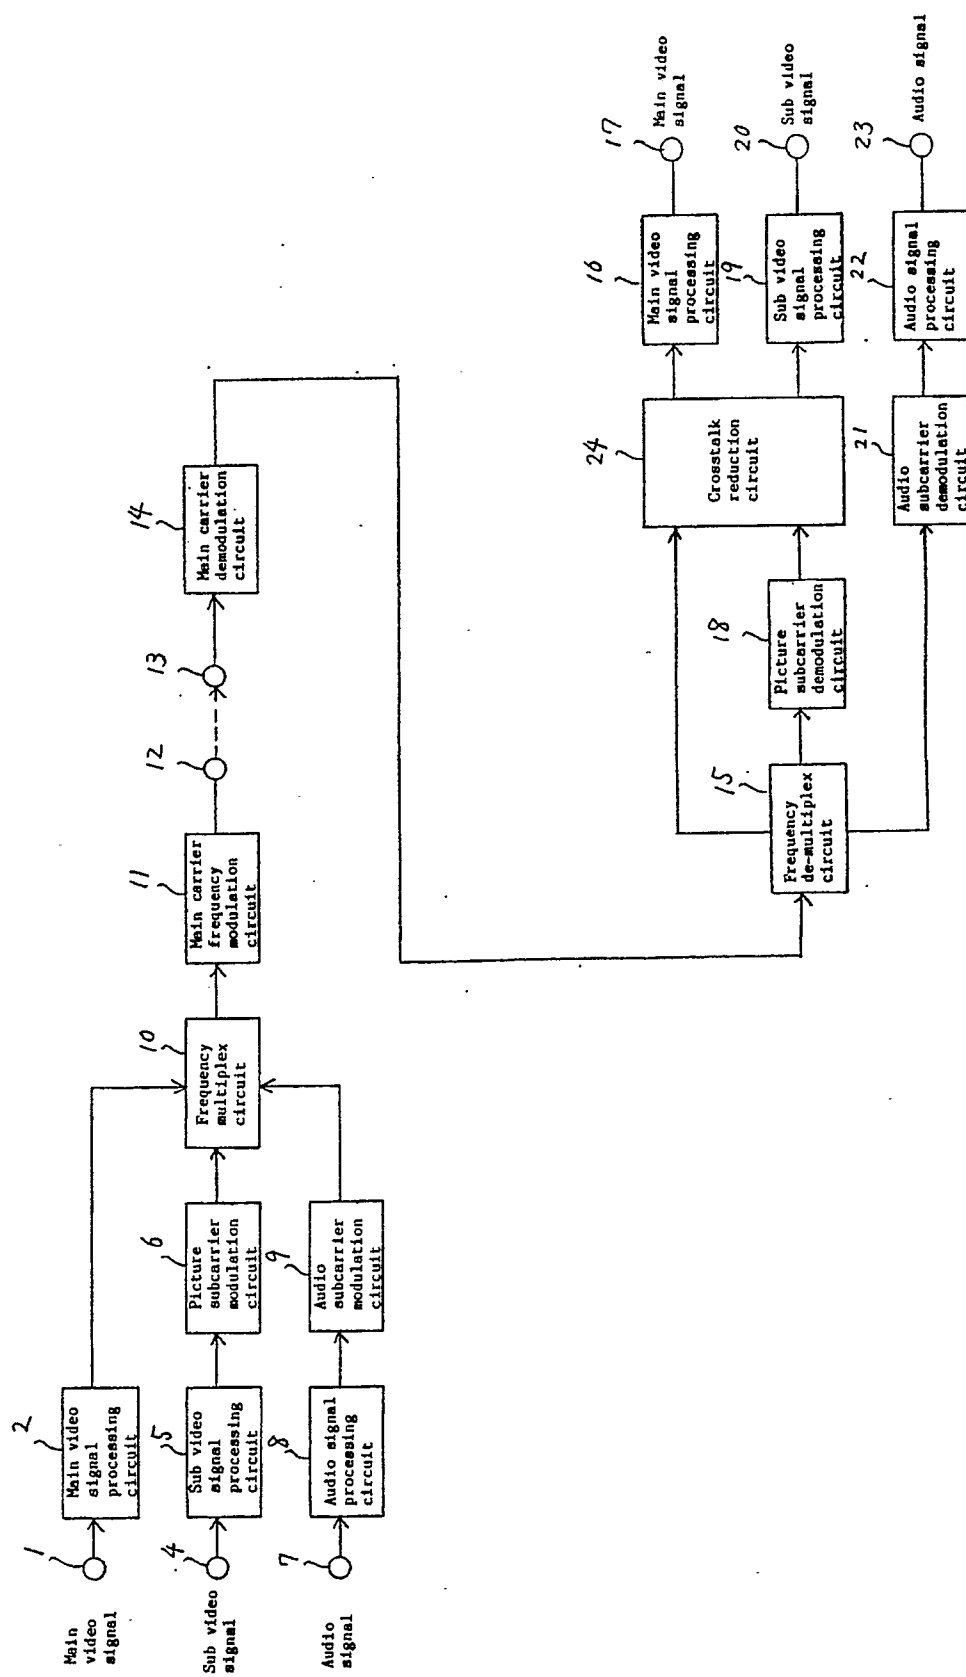 1
Main
video
signal
2
Main video
signal
processing
circuit
4
Sub video
signal
5
Sub video
signal
processing
circuit
6
Picture
subcarrier
modulation
circuit
7
Audio
signal
8
Audio signal
processing
circuit
9
Audio
subcarrier
modulation
circuit
10
Frequency
multiplex
circuit
11
Main carrier
frequency
modulation
circuit
12
13
14
Main carrier
demodulation
circuit
15
Frequency
de-multiplex
circuit
18
Picture
subcarrier
demodulation
circuit
24
Crosstalk
reduction
circuit
21
Audio
subcarrier
demodulation
circuit
16
Main video
signal
processing
circuit
19
Sub video
signal
processing
circuit
22
Audio signal
processing
circuit
17
Main video
signal
20
Sub video
signal
23
Audio signal